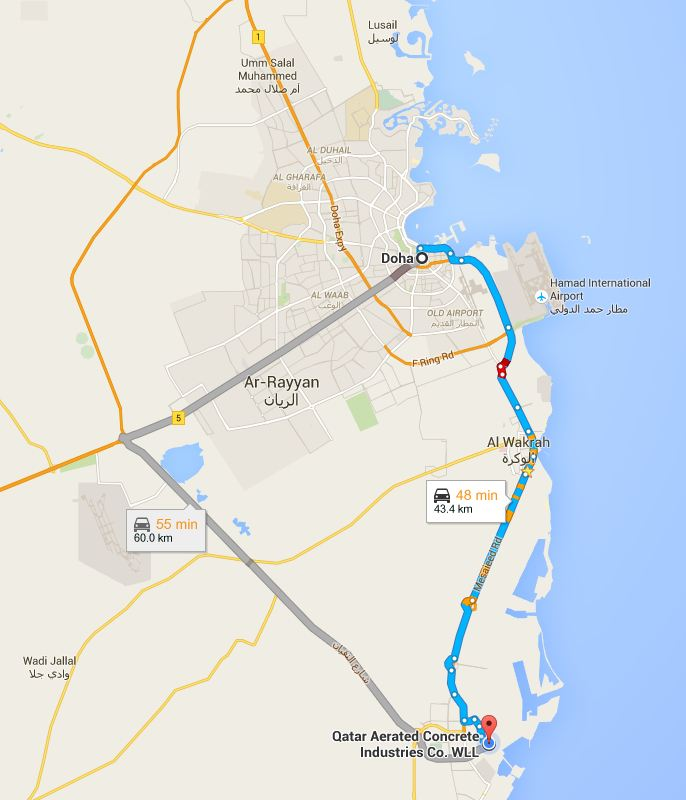 Lusail
لوسيل
1
Umm Salal
Muhammed
أم صلال محمد
AL DUHAIL
الدحيل
AL GHARAFA
الغرافة
Doha Expy
Doha
Hamad International
Airport
مطار حمد الدولي
AL WAAB
الوعب
OLD AIRPORT
المطار القديم
F Ring Rd
Ar-Rayyan
الريان
5
Al Wakrah
الوكرة
48 min
43.4 km
55 min
60.0 km
Mesaieed Rd
Wadi Jallal
وادي جلا
شارع
Qatar Aerated Concrete
Industries Co. WLL